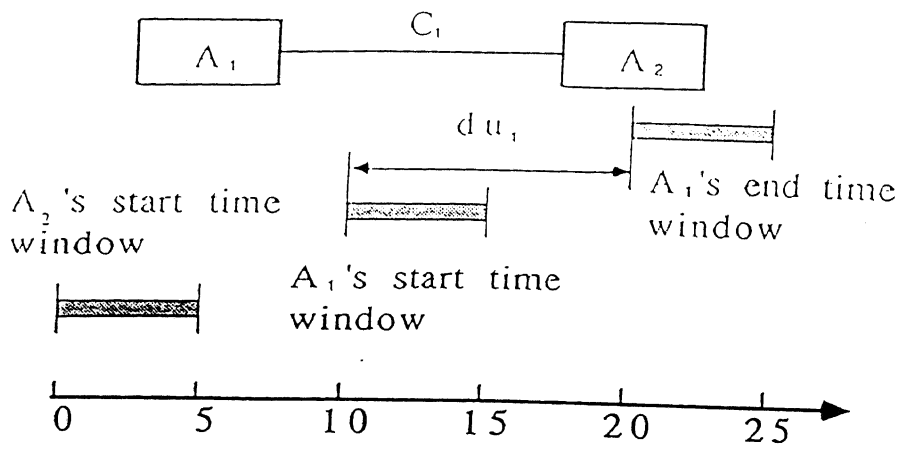 C₁
A₁
A₂
du₁
A₁'s end time
window
A₂'s start time
window
A₁'s start time
window
0 5 10 15 20 25